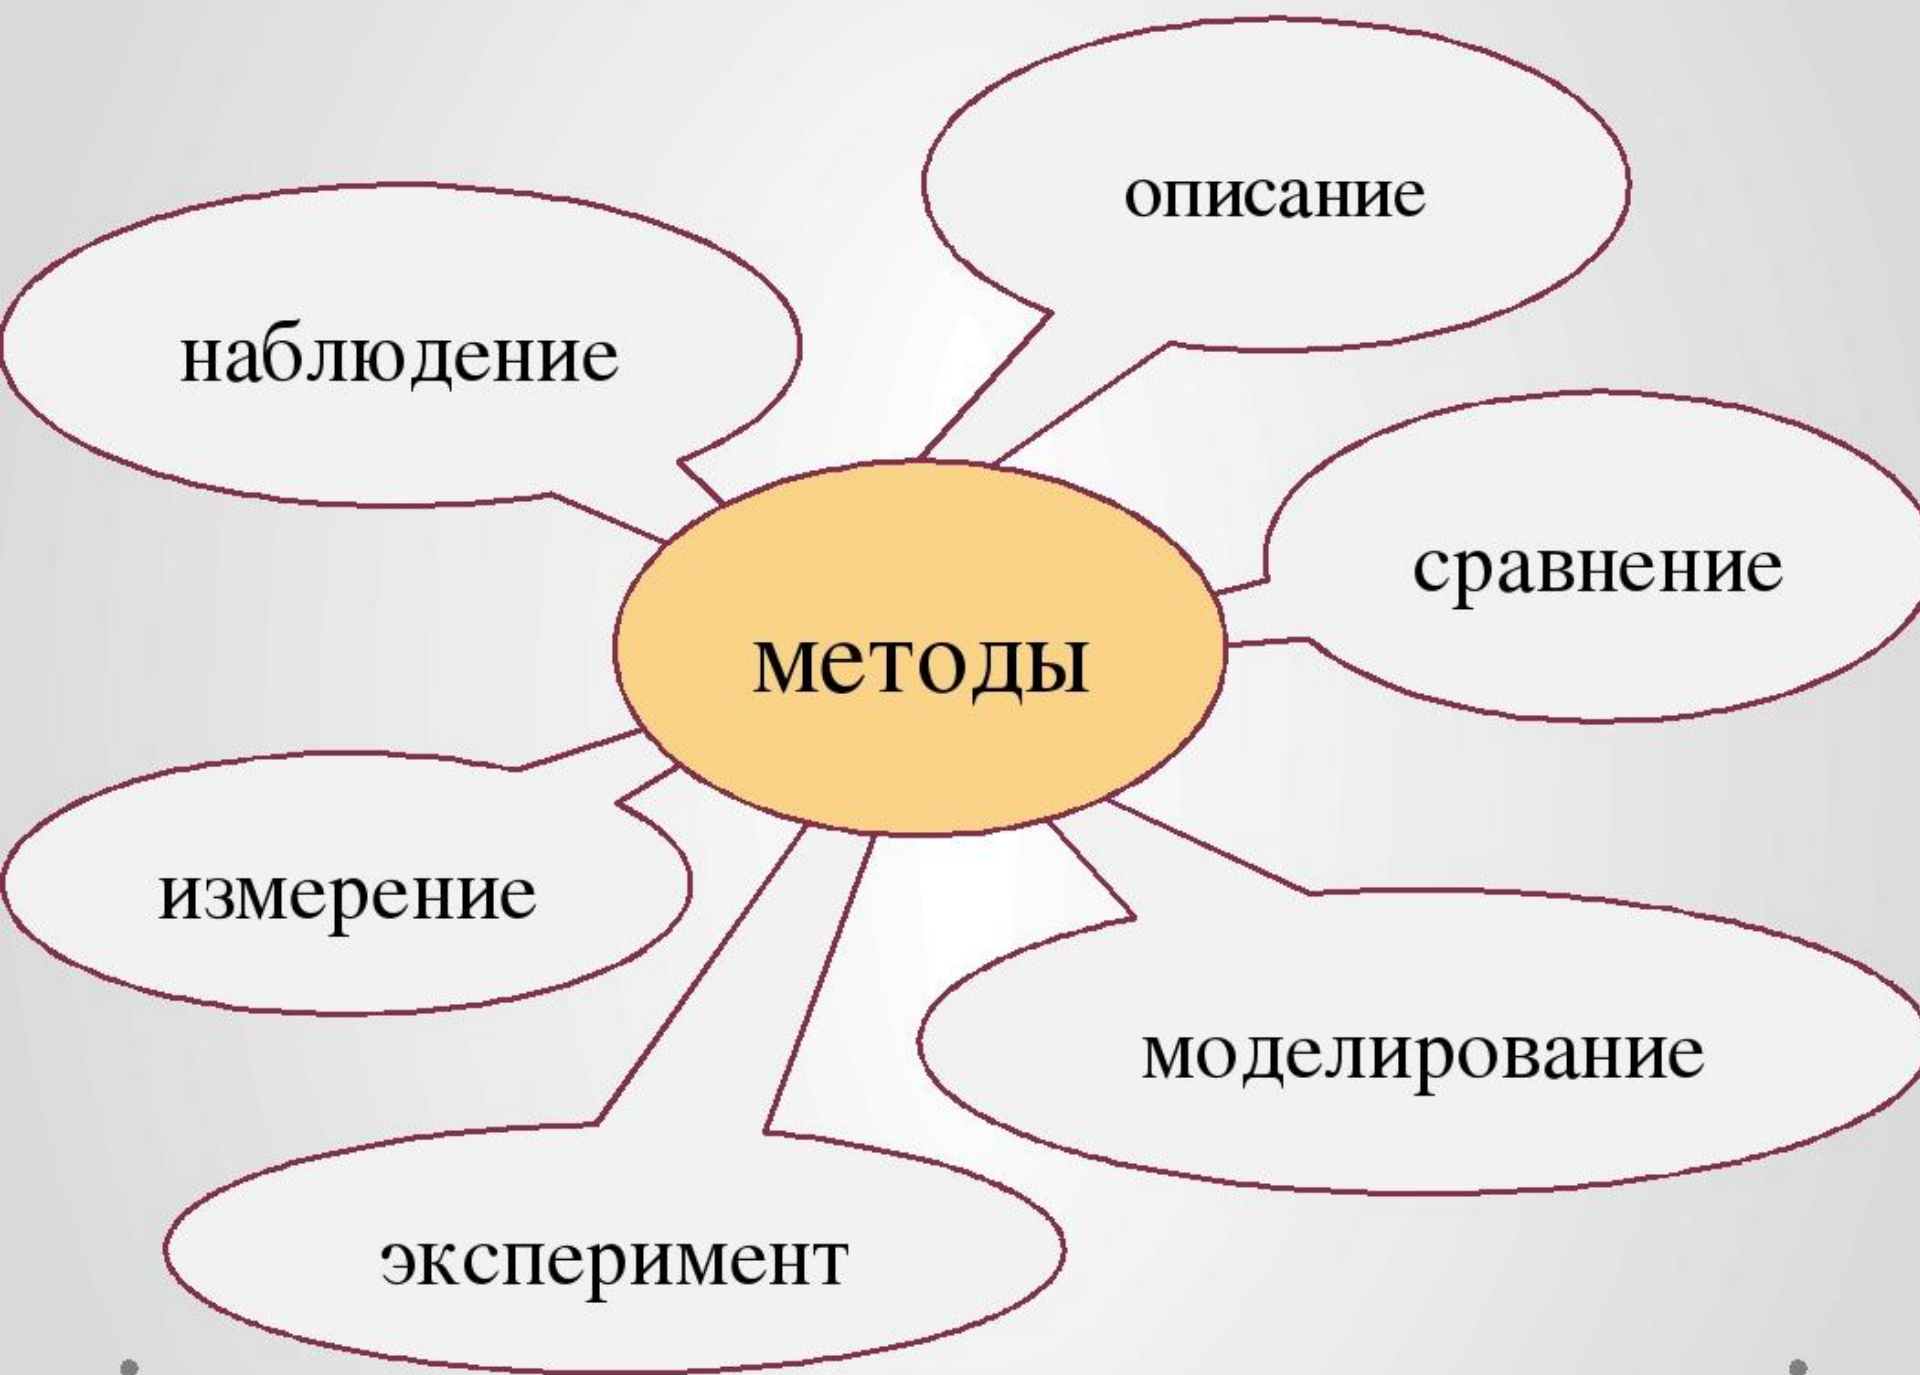 описание
наблюдение
сравнение
методы
измерение
моделирование
эксперимент